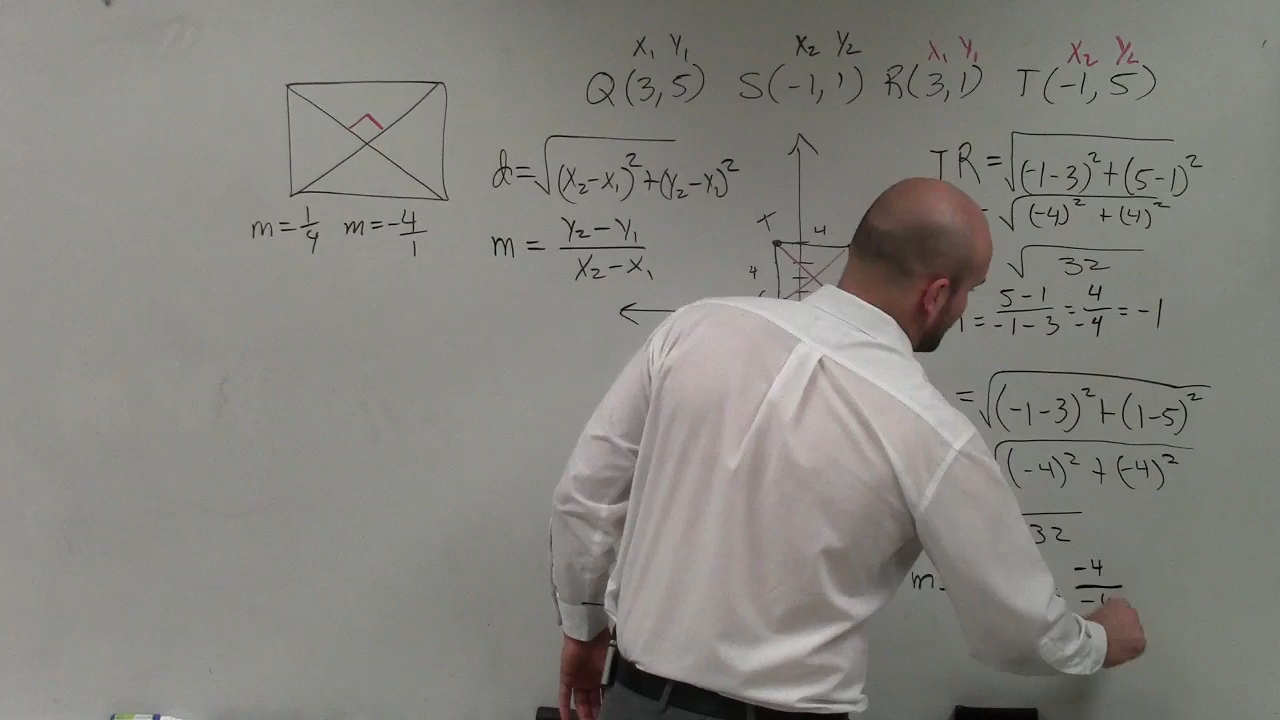 X₁ Y₁ X₂ Y₂ X₁ Y₁ X₂ Y₂
Q(3,5) S(-1,1) R(3,1) T(-1,5)
d=√(X₂-X₁)²+(Y₂-Y₁)²
m = Y₂-Y₁ / X₂-X₁
m=1/4 m=-4/1
T
4
4
TR=√(-1-3)²+(5-1)²
√(-4)²+(4)²
√32
= 5-1/-1-3 = 4/-4 = -1
=√(-1-3)²+(1-5)²
√(-4)²+(-4)²
32
m= -4/-4